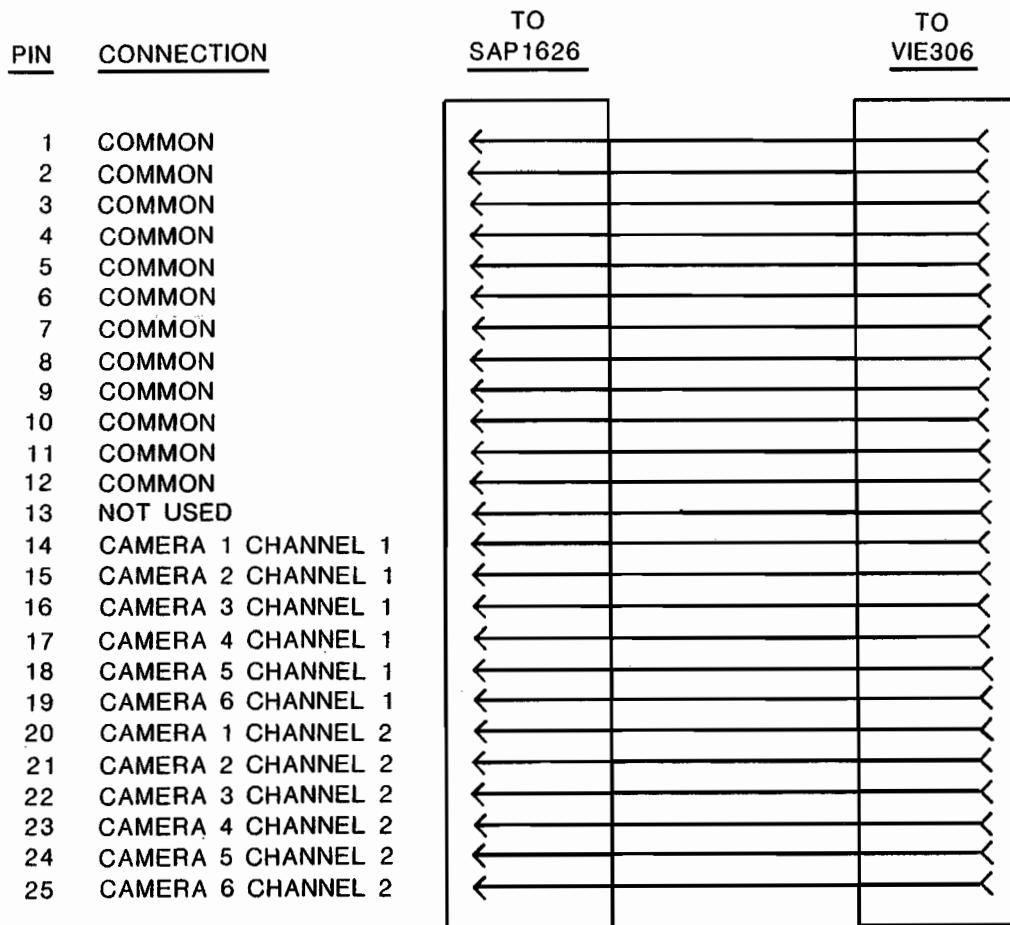 TO TO
PIN CONNECTION SAP1626 VIE306
1 COMMON
2 COMMON
3 COMMON
4 COMMON
5 COMMON
6 COMMON
7 COMMON
8 COMMON
9 COMMON
10 COMMON
11 COMMON
12 COMMON
13 NOT USED
14 CAMERA 1 CHANNEL 1
15 CAMERA 2 CHANNEL 1
16 CAMERA 3 CHANNEL 1
17 CAMERA 4 CHANNEL 1
18 CAMERA 5 CHANNEL 1
19 CAMERA 6 CHANNEL 1
20 CAMERA 1 CHANNEL 2
21 CAMERA 2 CHANNEL 2
22 CAMERA 3 CHANNEL 2
23 CAMERA 4 CHANNEL 2
24 CAMERA 5 CHANNEL 2
25 CAMERA 6 CHANNEL 2